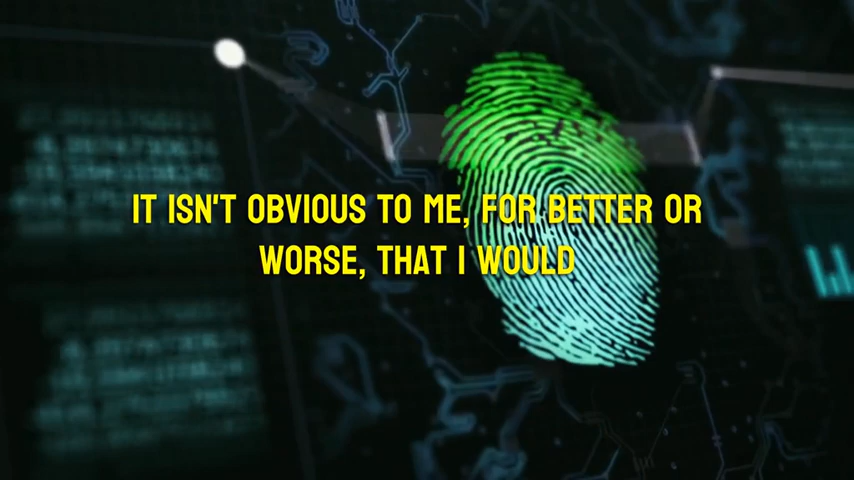 IT ISN'T OBVIOUS TO ME, FOR BETTER OR
WORSE, THAT I WOULD